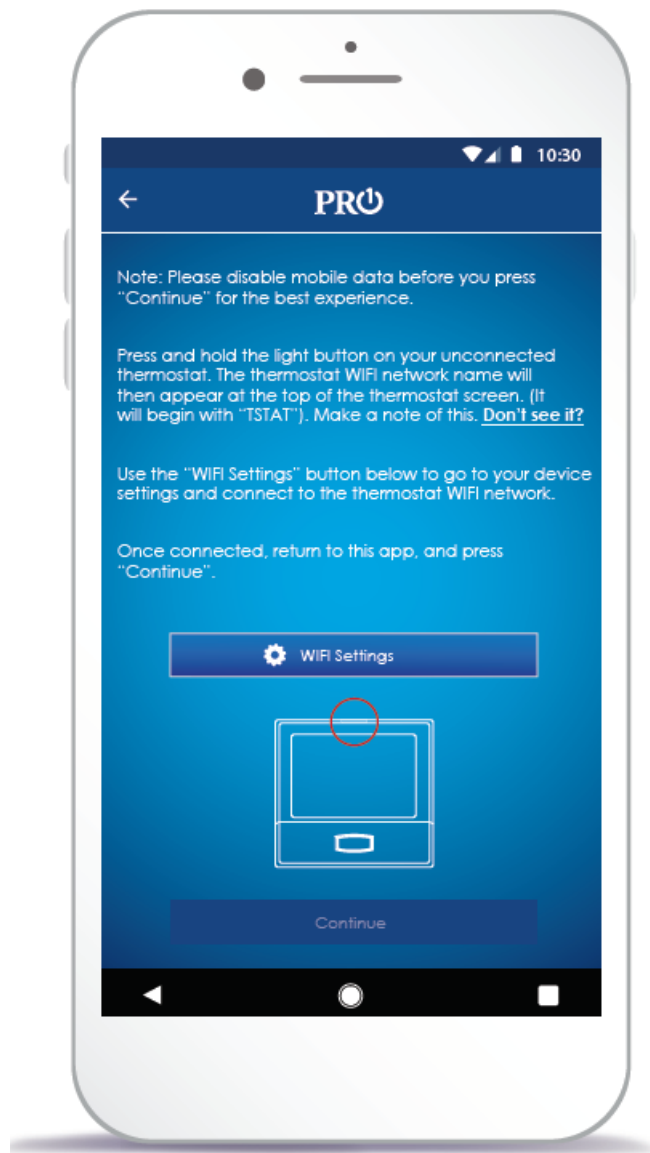 10:30
PRO1
Note: Please disable mobile data before you press
“Continue” for the best experience.
Press and hold the light button on your unconnected
thermostat. The thermostat WIFI network name will
then appear at the top of the thermostat screen. (It
will begin with “TSTAT”). Make a note of this. Don't see it?
Use the “WIFI Settings” button below to go to your device
settings and connect to the thermostat WIFI network.
Once connected, return to this app, and press
“Continue”.
WIFI Settings
Continue